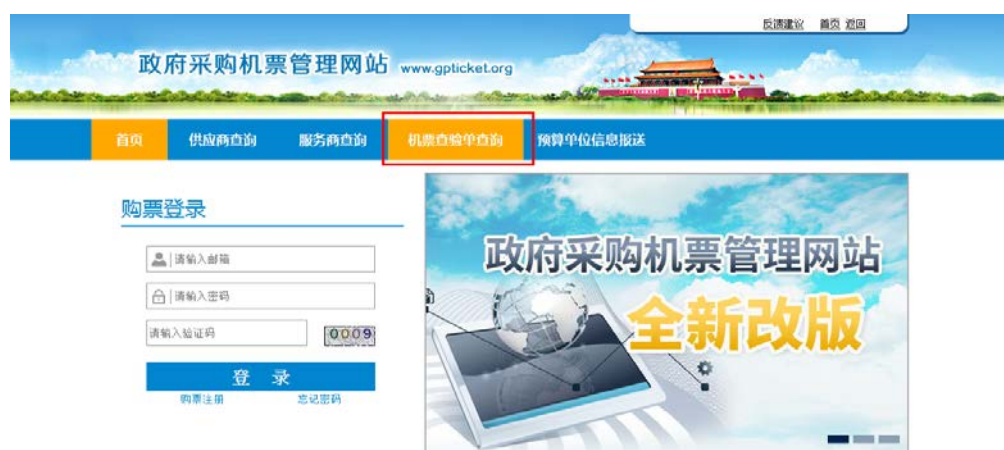 反馈建议 首页 返回
政府采购机票管理网站 www.gpticket.org
首页 供应商查询 服务商查询 机票查验单查询 预算单位信息报送
购票登录
请输入邮箱
请输入密码
请输入验证码 0009
登 录
购票注册 忘记密码
政府采购机票管理网站
全新改版